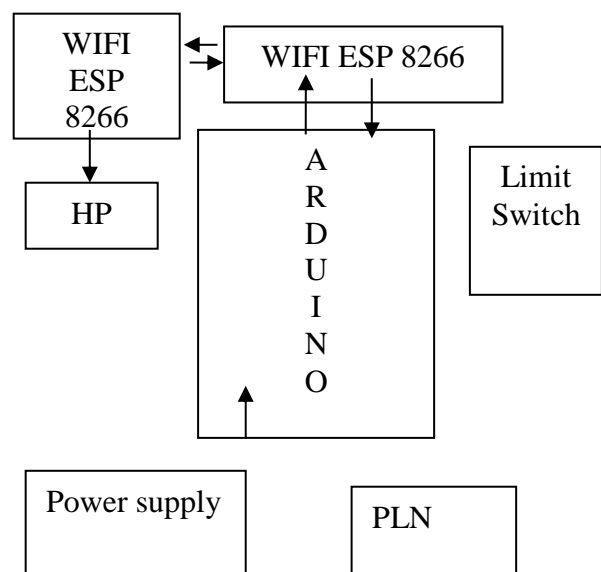 WIFI
ESP
8266
WIFI ESP 8266
HP
A
R
D
U
I
N
O
Limit
Switch
Power supply
PLN